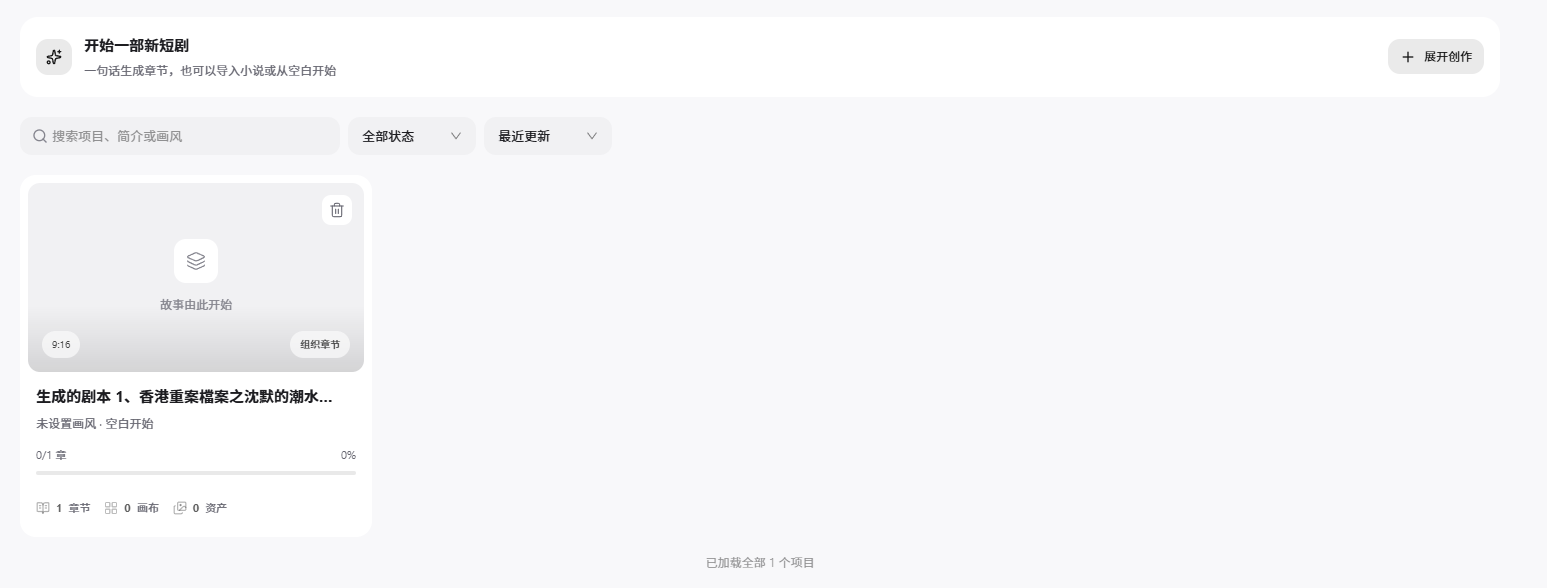 开始一部新短剧
一句话生成章节，也可以导入小说或从空白开始
展开创作
搜索项目、简介或画风
全部状态
最近更新
故事由此开始
9:16
组织章节
生成的剧本 1、香港重案檔案之沈默的潮水...
未设置画风 · 空白开始
0/1 章
0%
1 章节
0 画布
0 资产
已加载全部 1 个项目